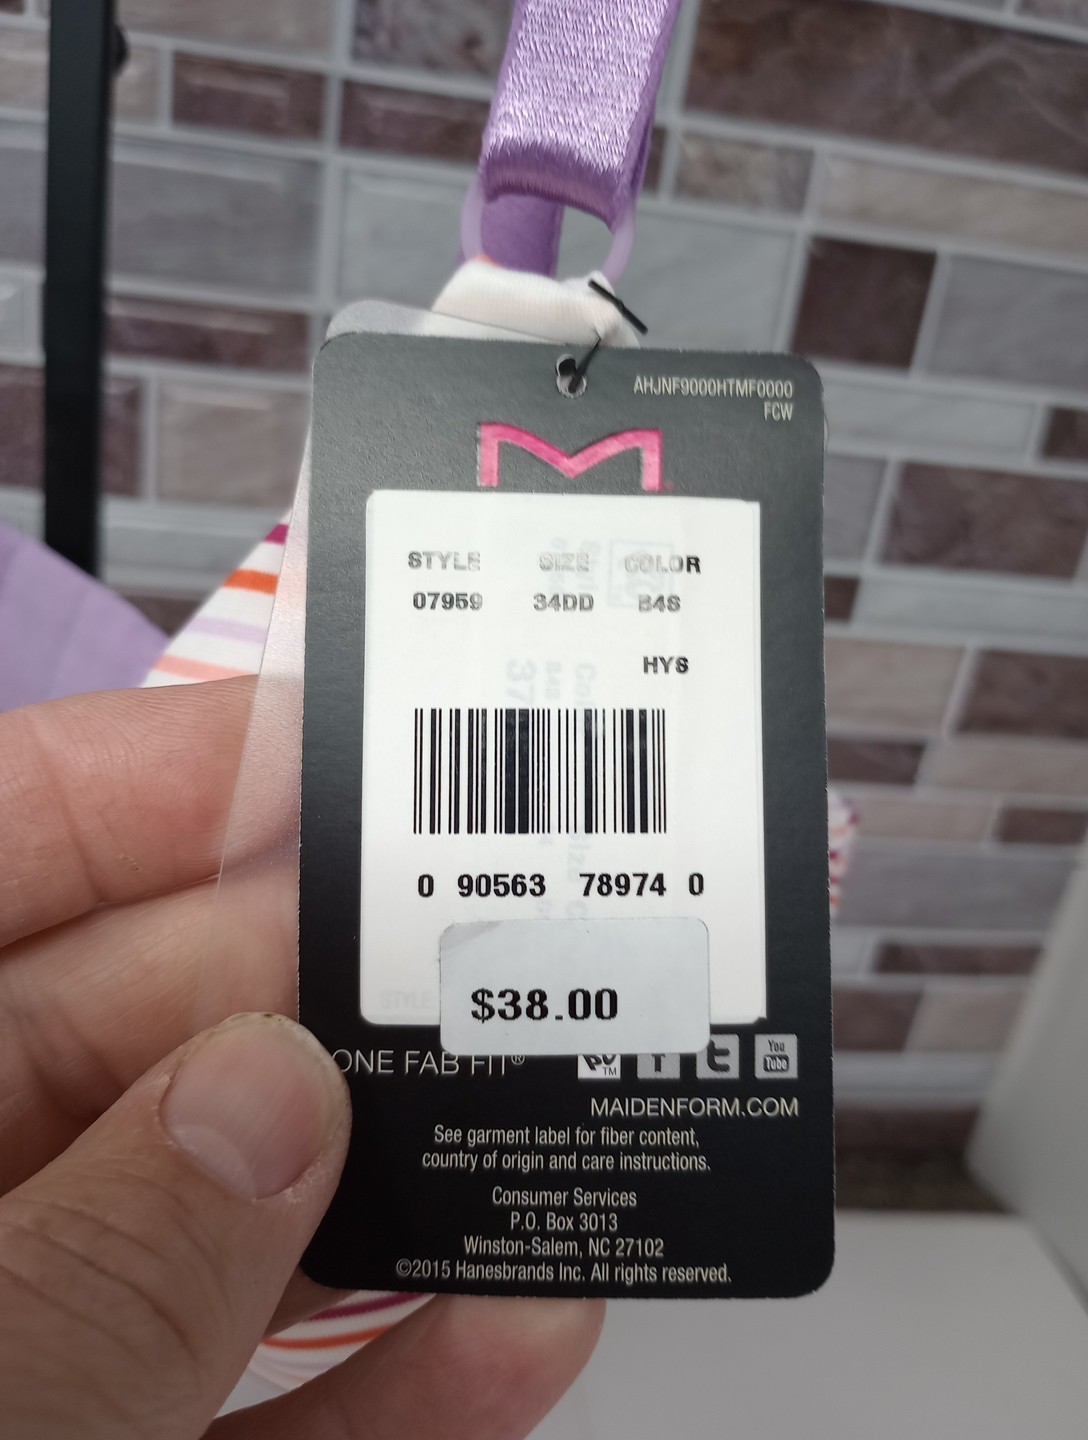 AHJNF9000HTMF0000
FCW
M
STYLE SIZE COLOR
07959 34DD B4S
HYS
0 90563 78974 0
$38.00
ONE FAB FIT®
You
Tube
MAIDENFORM.COM
See garment label for fiber content,
country of origin and care instructions.
Consumer Services
P.O. Box 3013
Winston-Salem, NC 27102
©2015 Hanesbrands Inc. All rights reserved.